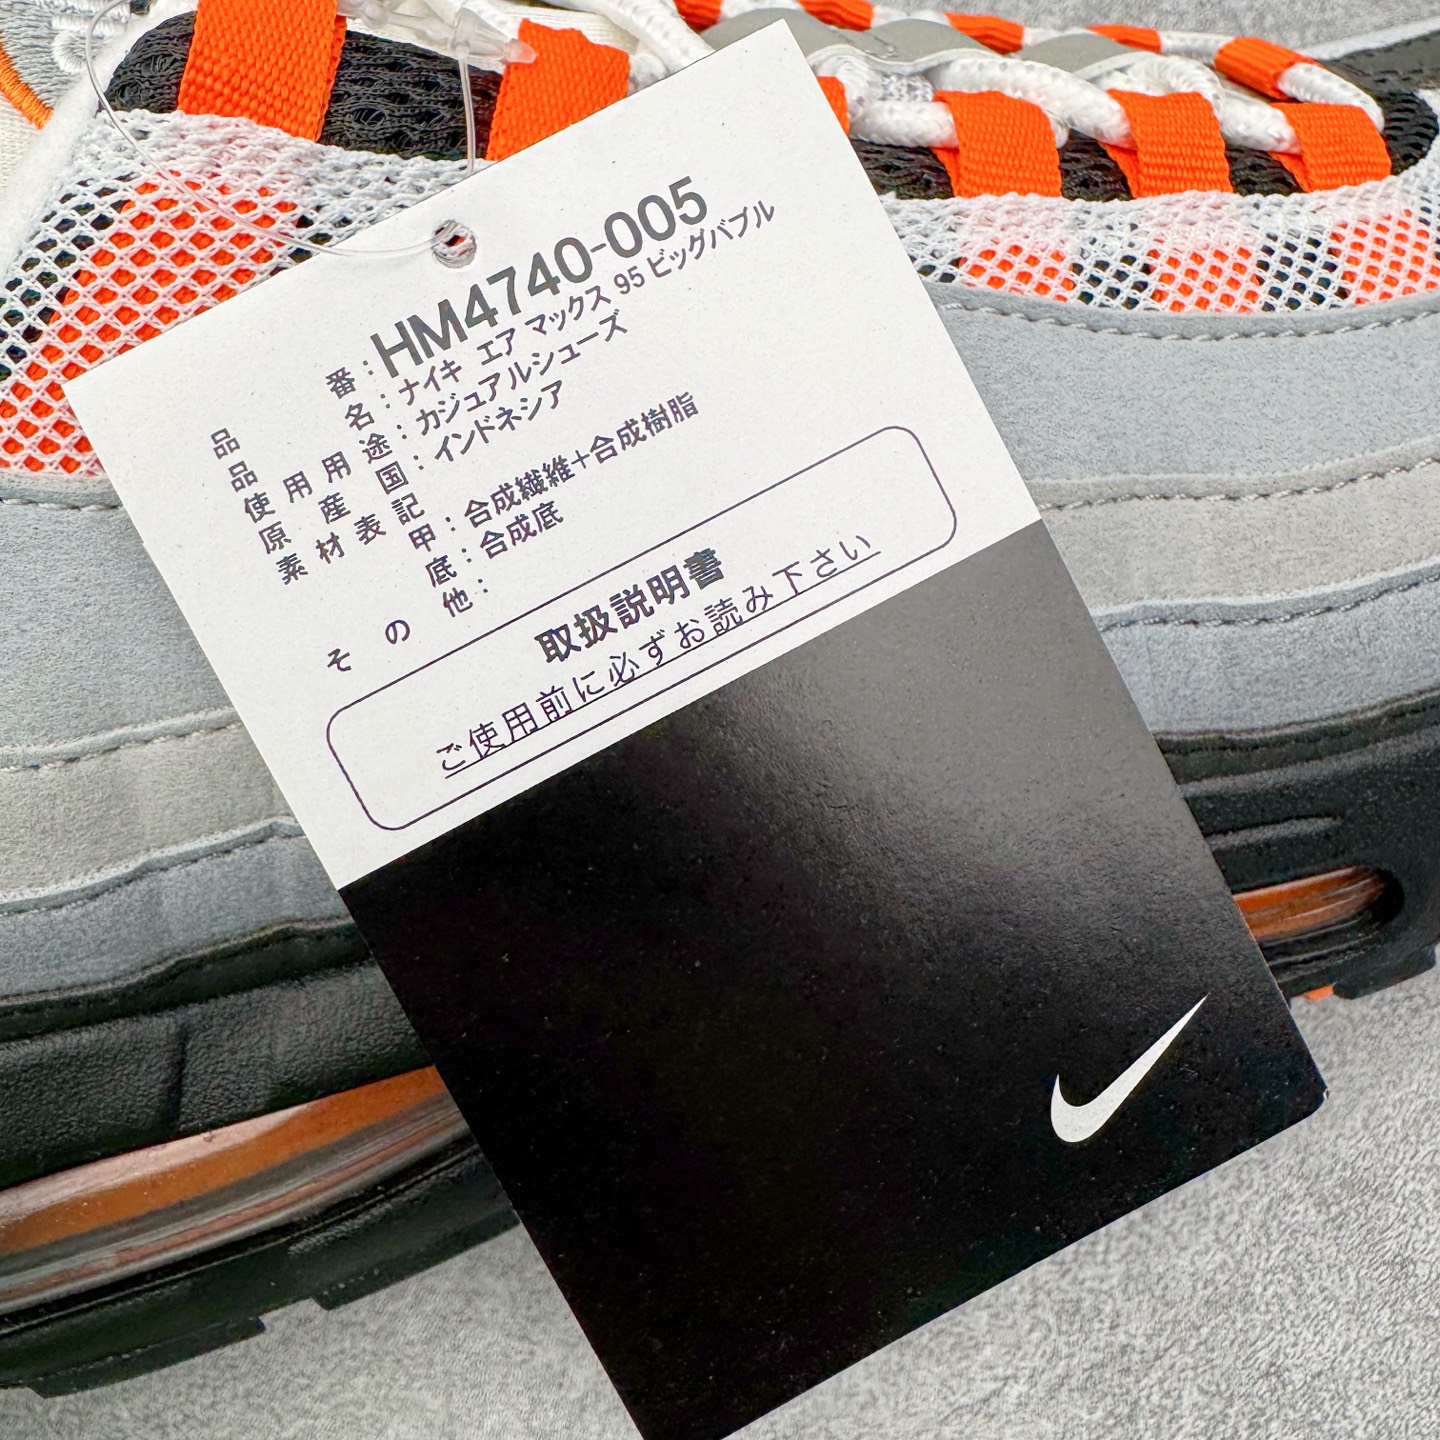 品番：HM4740-005
品名：ナイキ エア マックス 95 ビッグバブル
使用用途：カジュアルシューズ
原産国：インドネシア
素材表記
甲：合成繊維+合成樹脂
底：合成底
その他：
取扱説明書
ご使用前に必ずお読み下さい